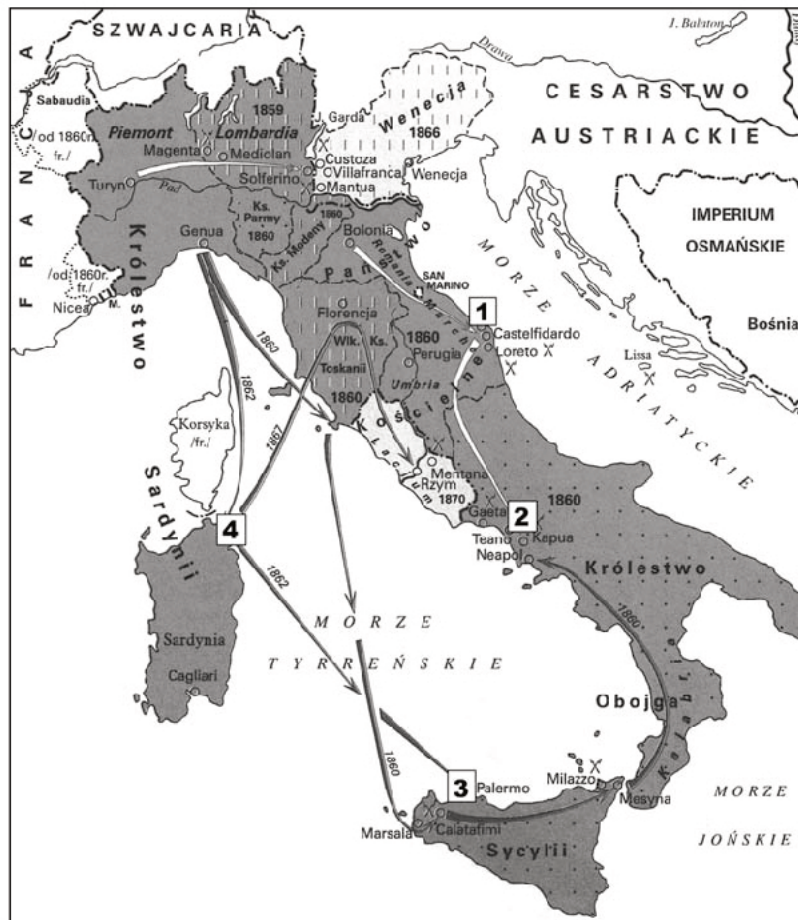 SZWAJCARIA
J. Balaton
Drawa
FRANCJA
Sabaudia
/od 1860r.
fr./
Piemont
Lombardia
1859
Magenta
Mediolan
Turyn
Pad
Solferino
J. Garda
Custoza
Villafranca
Mantua
Wenecja
1866
Wenecja
CESARSTWO
AUSTRIACKIE
IMPERIUM
OSMAŃSKIE
Bośnia
Królestwo
Sardynii
Genua
/od 1860r.
fr./
Nicea
M.
Ks.
Parmy
1860
Ks. Modeny
1860
Bolonia
Państwo
Kościelne
Romania
SAN
MARINO
Marche
1
Castelfidardo
Loreto
MORZE
ADRIATYCKIE
Lissa
Florencja
Wlk. Ks.
Toskanii
1860
1860
Perugia
Umbria
1860
1862
1867
Korsyka
/fr./
Lacjum
Mentana
Rzym
1870
Gaeta
2
Teano
Kapua
Neapol
1860
Królestwo
Obojga
Sycylii
4
1862
MORZE
TYRREŃSKIE
Sardynia
Cagliari
1860
1860
Kalabria
3
Palermo
Milazzo
Mesyna
Marsala
Calatafimi
MORZE
JOŃSKIE